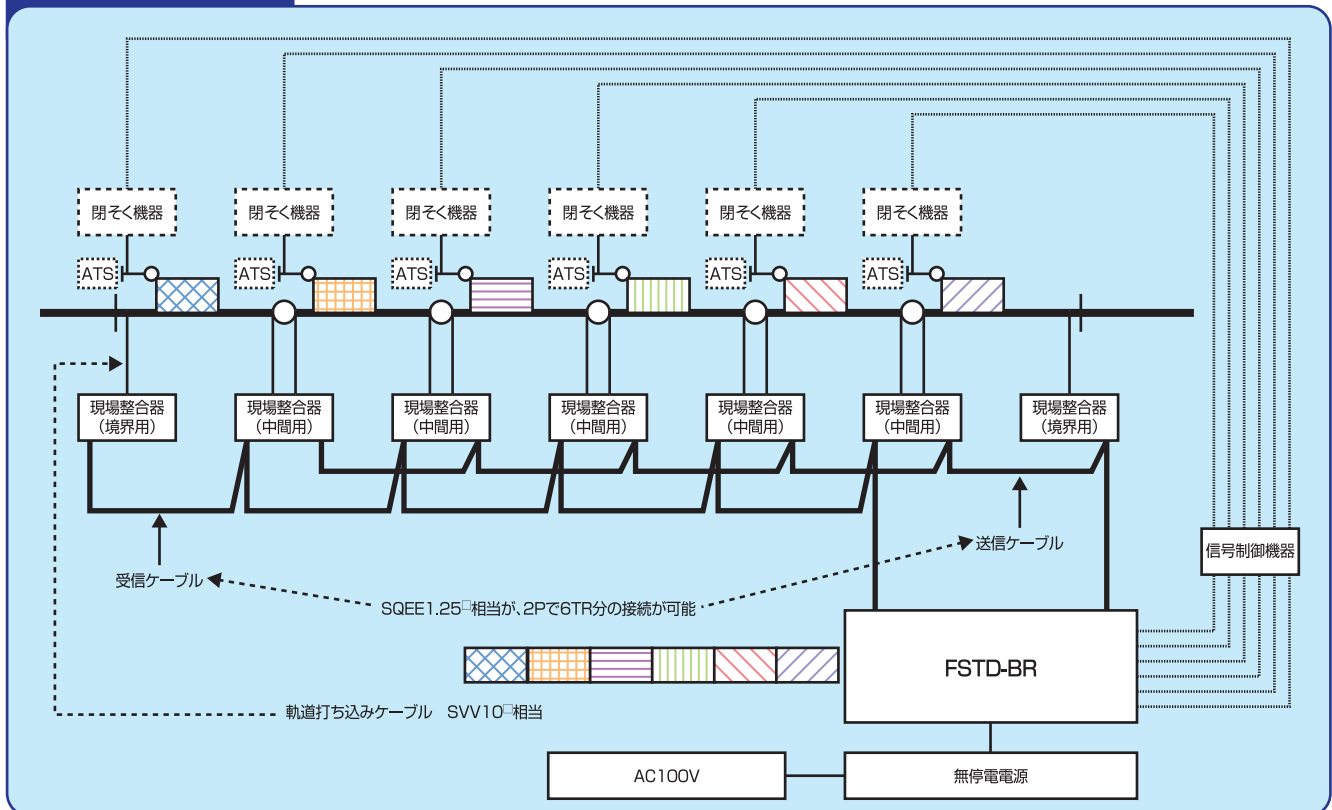 閉そく機器
閉そく機器
閉そく機器
閉そく機器
閉そく機器
閉そく機器
ATS
ATS
ATS
ATS
ATS
ATS
現場整合器
（境界用）
現場整合器
（中間用）
現場整合器
（中間用）
現場整合器
（中間用）
現場整合器
（中間用）
現場整合器
（中間用）
現場整合器
（境界用）
送信ケーブル
信号制御機器
受信ケーブル
SQEE1.25□相当が、2Pで6TR分の接続が可能
FSTD-BR
軌道打ち込みケーブル　SVV10□相当
AC100V
無停電電源